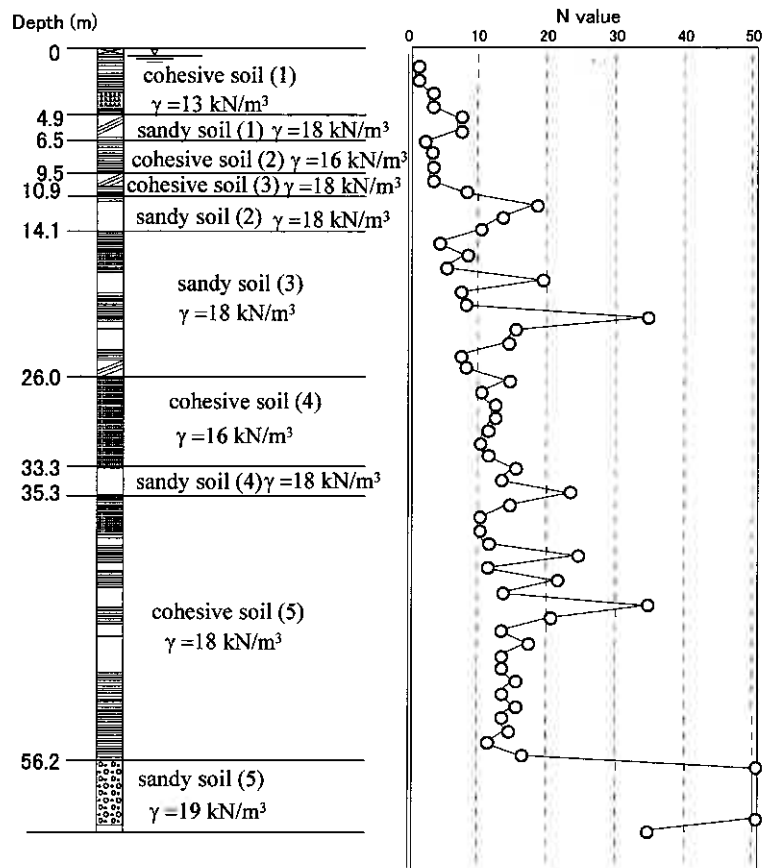 Depth (m)
N value
0 10 20 30 40 50
0
cohesive soil (1)
γ=13 kN/m³
4.9
sandy soil (1) γ=18 kN/m³
6.5
cohesive soil (2) γ=16 kN/m³
9.5
cohesive soil (3) γ=18 kN/m³
10.9
sandy soil (2) γ=18 kN/m³
14.1
sandy soil (3)
γ=18 kN/m³
26.0
cohesive soil (4)
γ=16 kN/m³
33.3
sandy soil (4) γ=18 kN/m³
35.3
cohesive soil (5)
γ=18 kN/m³
56.2
sandy soil (5)
γ=19 kN/m³